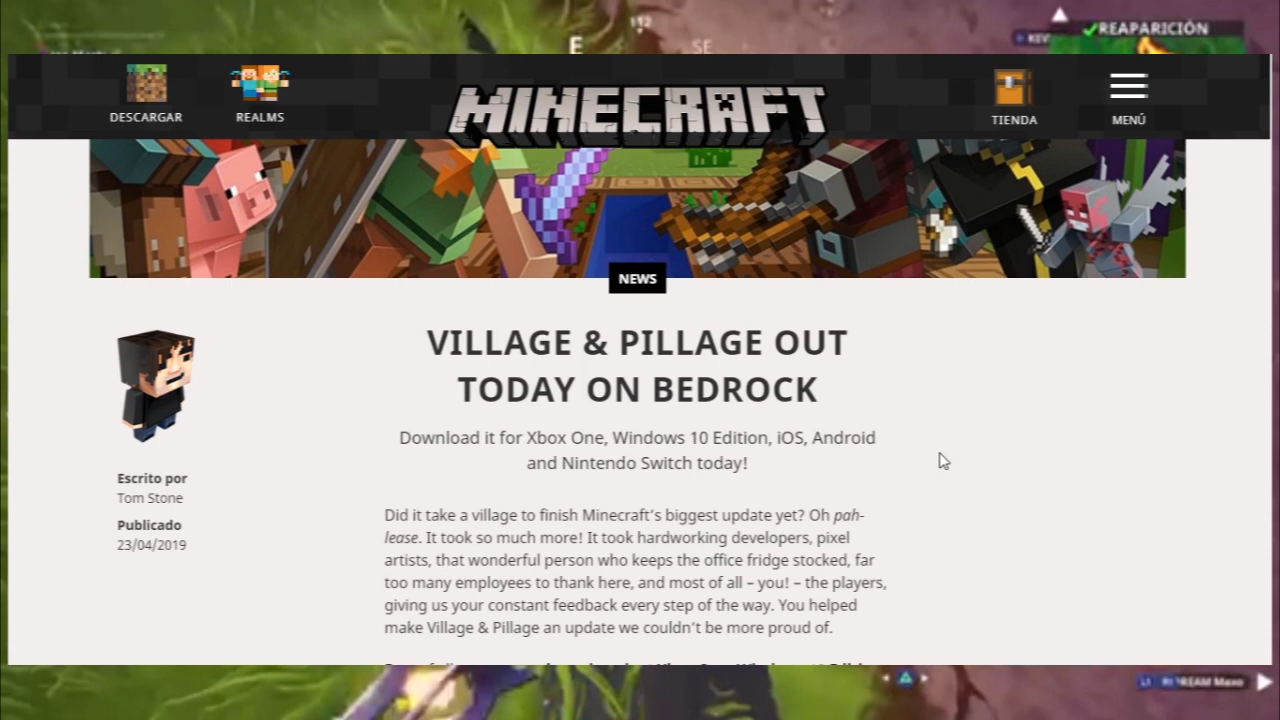 112
E
SE
REAPARICIÓN
DESCARGAR
REALMS
MINECRAFT
TIENDA
MENÚ
NEWS
VILLAGE & PILLAGE OUT
TODAY ON BEDROCK
Download it for Xbox One, Windows 10 Edition, iOS, Android
and Nintendo Switch today!
Escrito por
Tom Stone
Publicado
23/04/2019
Did it take a village to finish Minecraft's biggest update yet? Oh pah-
lease. It took so much more! It took hardworking developers, pixel
artists, that wonderful person who keeps the office fridge stocked, far
too many employees to thank here, and most of all – you! – the players,
giving us your constant feedback every step of the way. You helped
make Village & Pillage an update we couldn't be more proud of.